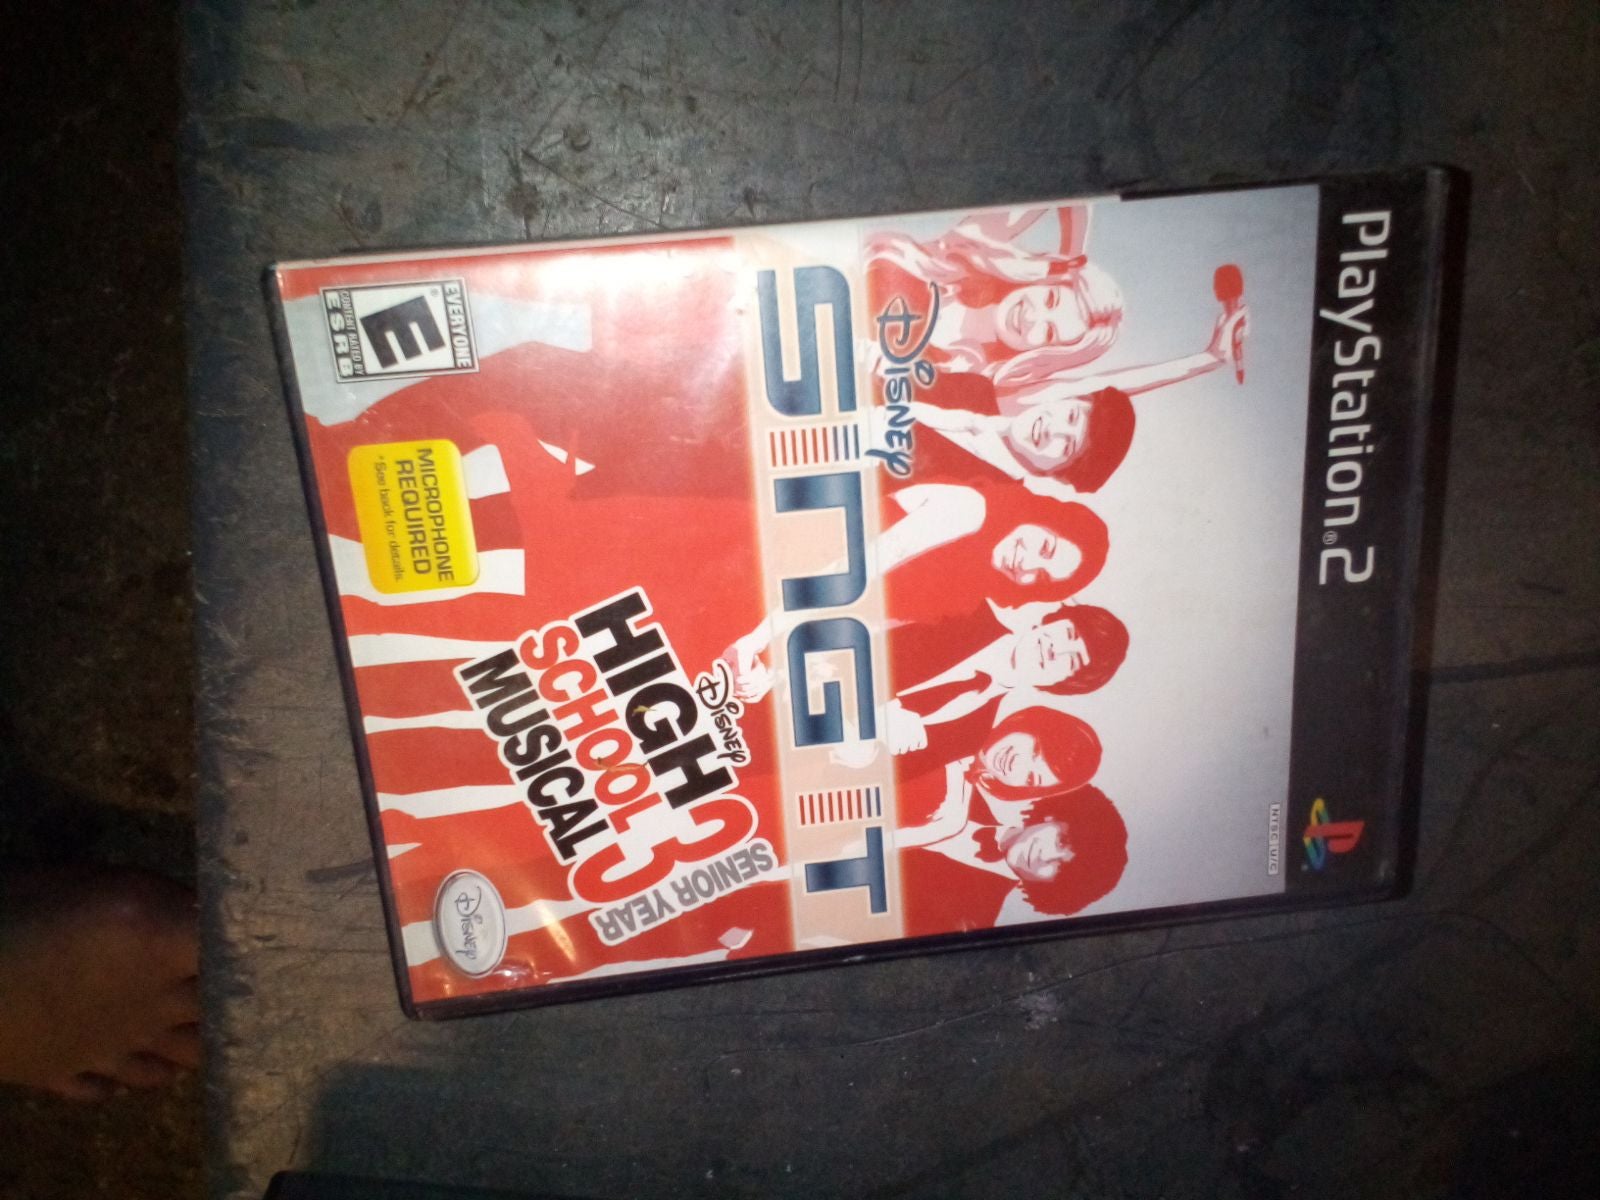 PlayStation®2
NTSC U/C
Disney
SING IT
Disney
HIGH
SCHOOL
MUSICAL
3
SENIOR YEAR
MICROPHONE
REQUIRED
*See back for details.
EVERYONE
E
®
CONTENT RATED BY
ESRB
Disney